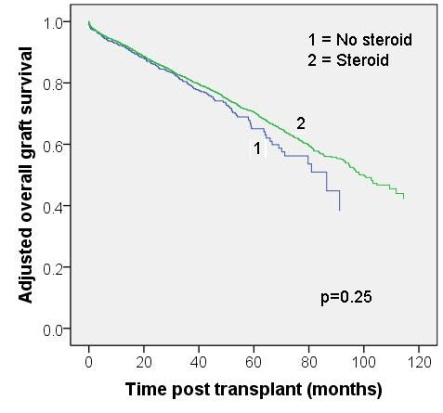 1.0
0.8
0.6
0.4
0.2
0.0
Adjusted overall graft survival
1 = No steroid
2 = Steroid
2
1
p=0.25
0 20 40 60 80 100 120
Time post transplant (months)